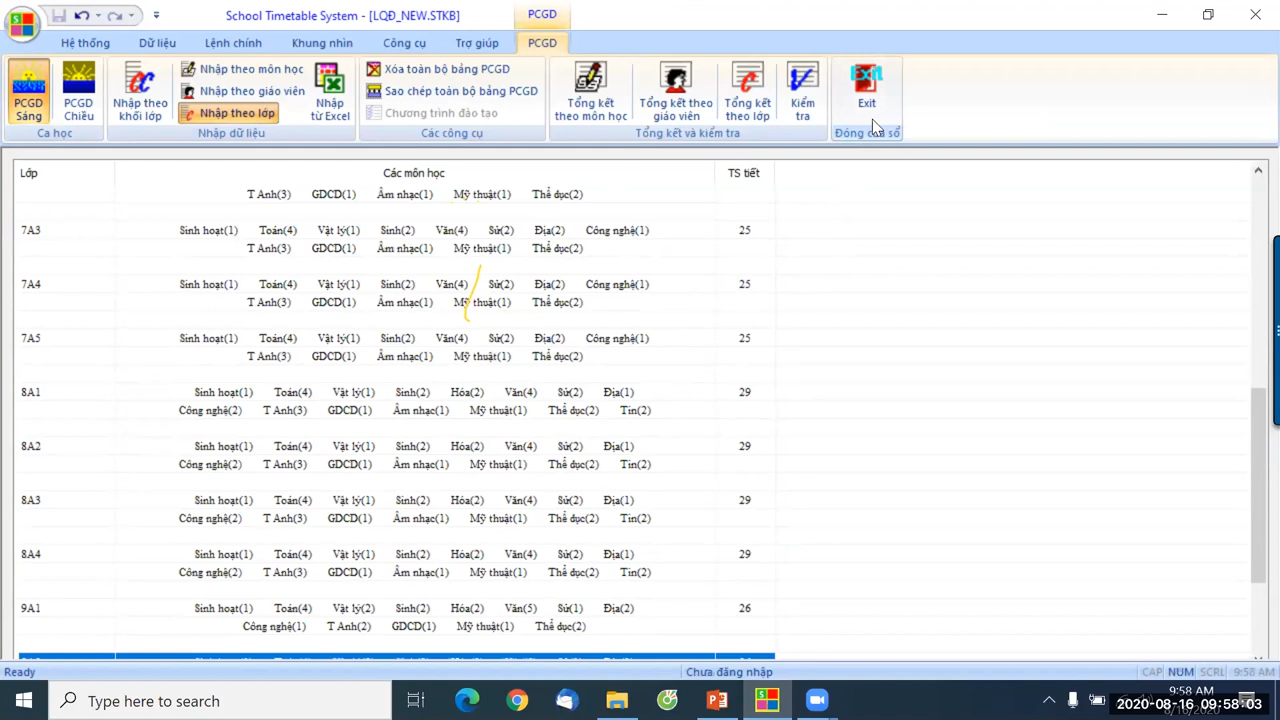 School Timetable System - [LQĐ_NEW.STKB]
PCGD
Hệ thống Dữ liệu Lệnh chính Khung nhìn Công cụ Trợ giúp PCGD
PCGD Sáng
PCGD Chiều
Ca học
Nhập theo khối lớp
Nhập theo môn học
Nhập theo giáo viên
Nhập theo lớp
Nhập từ Excel
Nhập dữ liệu
Xóa toàn bộ bảng PCGD
Sao chép toàn bộ bảng PCGD
Chương trình đào tạo
Các công cụ
Tổng kết theo môn học
Tổng kết theo giáo viên
Tổng kết theo lớp
Kiểm tra
Tổng kết và kiểm tra
Exit
Exit
Lớp Các môn học TS tiết
T Anh(3) GDCD(1) Âm nhạc(1) Mỹ thuật(1) Thể dục(2)
7A3 Sinh hoạt(1) Toán(4) Vật lý(1) Sinh(2) Văn(4) Sử(2) Địa(2) Công nghệ(1) 25
T Anh(3) GDCD(1) Âm nhạc(1) Mỹ thuật(1) Thể dục(2)
7A4 Sinh hoạt(1) Toán(4) Vật lý(1) Sinh(2) Văn(4) Sử(2) Địa(2) Công nghệ(1) 25
T Anh(3) GDCD(1) Âm nhạc(1) Mỹ thuật(1) Thể dục(2)
7A5 Sinh hoạt(1) Toán(4) Vật lý(1) Sinh(2) Văn(4) Sử(2) Địa(2) Công nghệ(1) 25
T Anh(3) GDCD(1) Âm nhạc(1) Mỹ thuật(1) Thể dục(2)
8A1 Sinh hoạt(1) Toán(4) Vật lý(1) Sinh(2) Hóa(2) Văn(4) Sử(2) Địa(1) 29
Công nghệ(2) T Anh(3) GDCD(1) Âm nhạc(1) Mỹ thuật(1) Thể dục(2) Tin(2)
8A2 Sinh hoạt(1) Toán(4) Vật lý(1) Sinh(2) Hóa(2) Văn(4) Sử(2) Địa(1) 29
Công nghệ(2) T Anh(3) GDCD(1) Âm nhạc(1) Mỹ thuật(1) Thể dục(2) Tin(2)
8A3 Sinh hoạt(1) Toán(4) Vật lý(1) Sinh(2) Hóa(2) Văn(4) Sử(2) Địa(1) 29
Công nghệ(2) T Anh(3) GDCD(1) Âm nhạc(1) Mỹ thuật(1) Thể dục(2) Tin(2)
8A4 Sinh hoạt(1) Toán(4) Vật lý(1) Sinh(2) Hóa(2) Văn(4) Sử(2) Địa(1) 29
Công nghệ(2) T Anh(3) GDCD(1) Âm nhạc(1) Mỹ thuật(1) Thể dục(2) Tin(2)
9A1 Sinh hoạt(1) Toán(4) Vật lý(2) Sinh(2) Hóa(2) Văn(5) Sử(1) Địa(2) 26
Công nghệ(1) T Anh(2) GDCD(1) Mỹ thuật(1) Thể dục(2)
Ready Chưa đăng nhập CAP NUM SCRL 9:58 AM
Type here to search
9:58 AM
2020-08-16 09:58:03